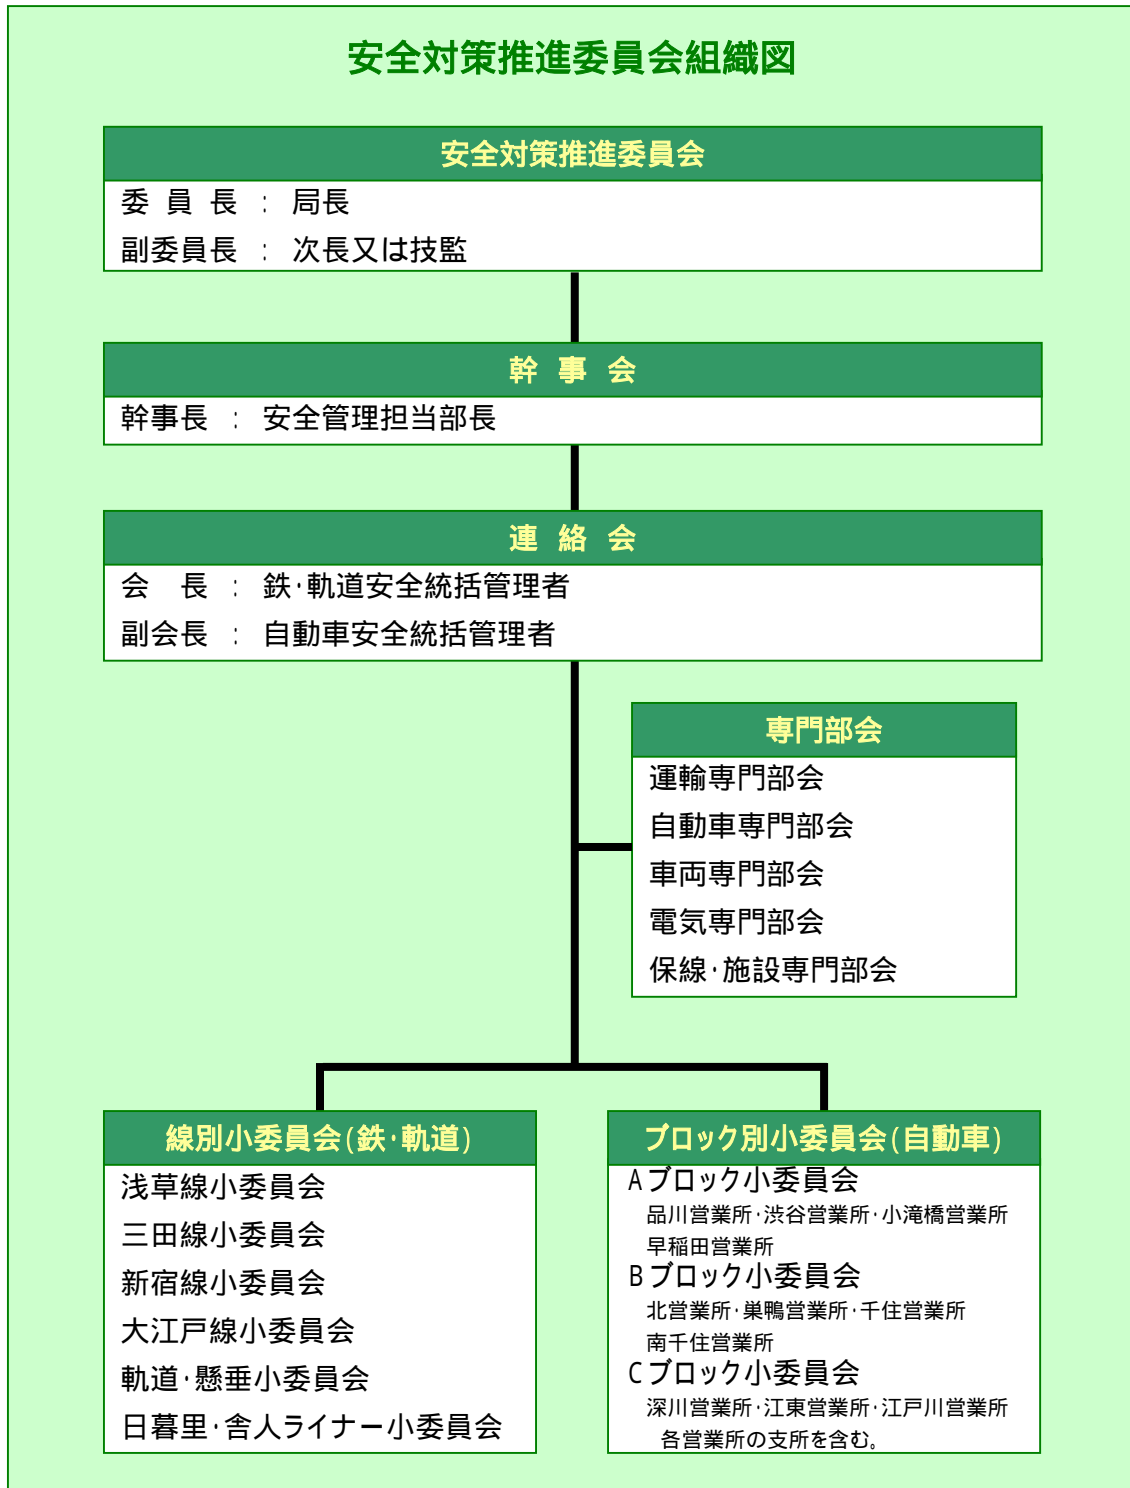 安全対策推進委員会組織図
安全対策推進委員会
委 員 長 : 局長
副委員長 : 次長又は技監
幹 事 会
幹事長 : 安全管理担当部長
連 絡 会
会　長 : 鉄・軌道安全統括管理者
副会長 : 自動車安全統括管理者
専門部会
運輸専門部会
自動車専門部会
車両専門部会
電気専門部会
保線・施設専門部会
線別小委員会(鉄・軌道)
浅草線小委員会
三田線小委員会
新宿線小委員会
大江戸線小委員会
軌道・懸垂小委員会
日暮里・舎人ライナー小委員会
ブロック別小委員会(自動車)
Aブロック小委員会
品川営業所・渋谷営業所・小滝橋営業所
早稲田営業所
Bブロック小委員会
北営業所・巣鴨営業所・千住営業所
南千住営業所
Cブロック小委員会
深川営業所・江東営業所・江戸川営業所
各営業所の支所を含む。